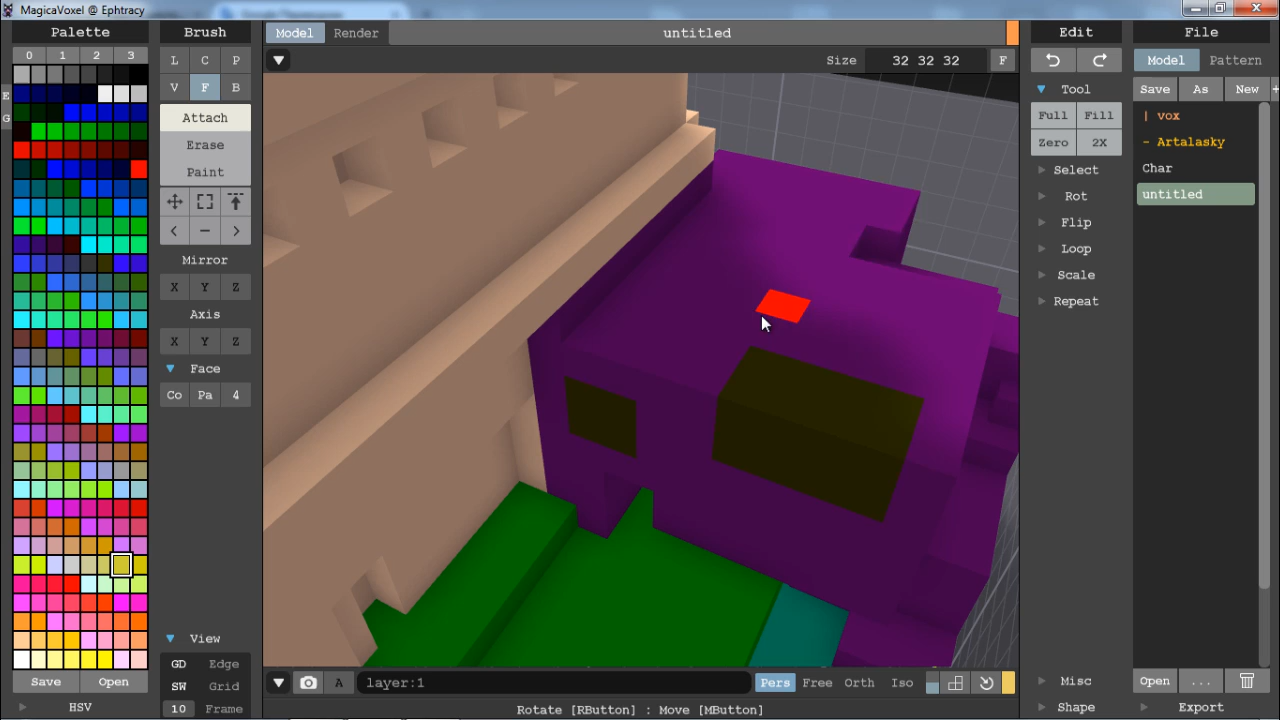 MagicaVoxel @ Ephtracy
Palette
0 1 2 3
E
G
Save Open
HSV
Brush
L C P
V F B
Attach
Erase
Paint
< − >
Mirror
X Y Z
Axis
X Y Z
Face
Co Pa 4
View
GD Edge
SW Grid
10 Frame
Model Render untitled
Size 32 32 32 F
A layer:1 Pers Free Orth Iso
Rotate [RButton] : Move [MButton]
Edit
Tool
Full Fill
Zero 2X
Select
Rot
Flip
Loop
Scale
Repeat
Misc
Shape
File
Model Pattern
Save As New +
| vox
- Artalasky
Char
untitled
Open ...
Export